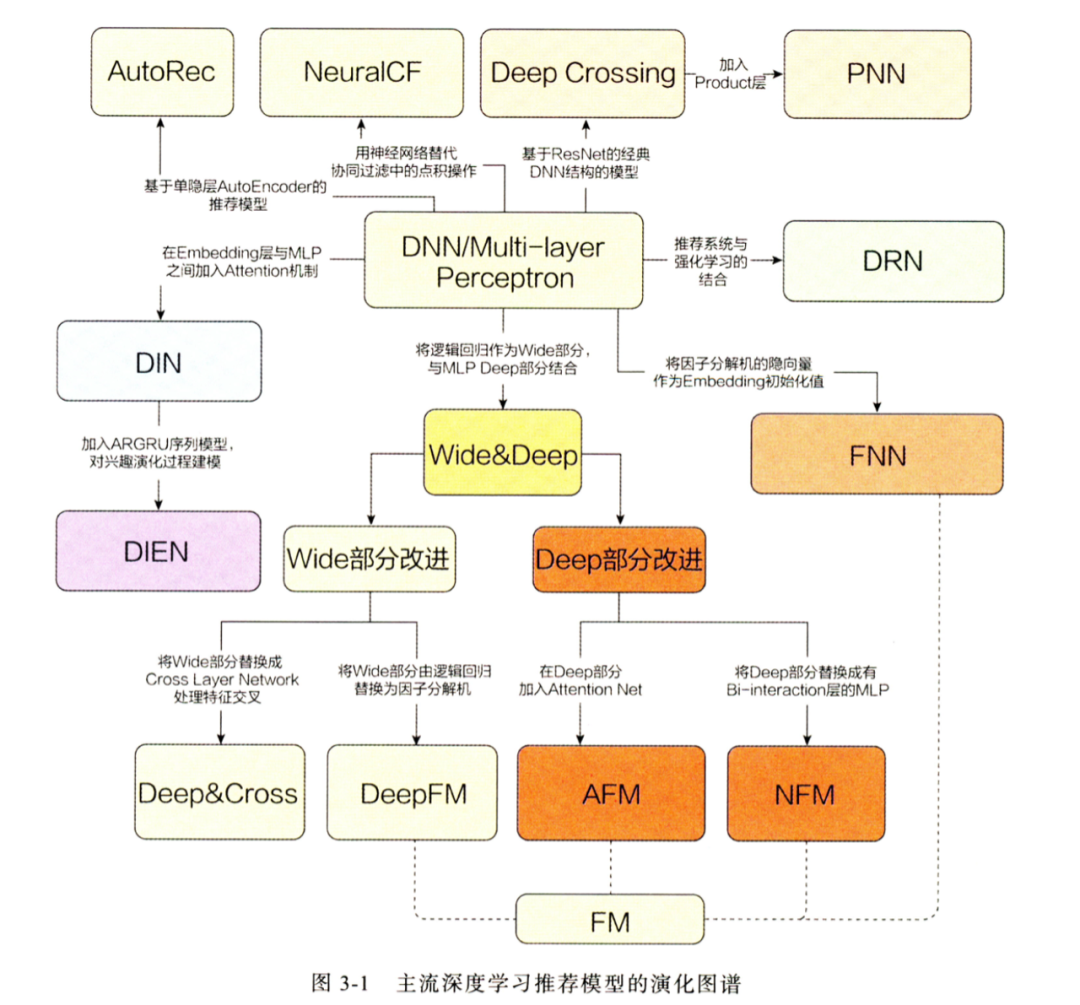 AutoRec
NeuralCF
Deep Crossing
加入
Product层
PNN
用神经网络替代
协同过滤中的点积操作
基于ResNet的经典
DNN结构的模型
基于单隐层AutoEncoder的
推荐模型
DNN/Multi-layer
Perceptron
推荐系统与
强化学习的
结合
DRN
在Embedding层与MLP
之间加入Attention机制
DIN
将逻辑回归作为Wide部分，
与MLP Deep部分结合
将因子分解机的隐向量
作为Embedding初始化值
Wide&Deep
FNN
加入ARGRU序列模型，
对兴趣演化过程建模
DIEN
Wide部分改进
Deep部分改进
将Wide部分替换成
Cross Layer Network
处理特征交叉
将Wide部分由逻辑回归
替换为因子分解机
在Deep部分
加入Attention Net
将Deep部分替换成有
Bi-interaction层的MLP
Deep&Cross
DeepFM
AFM
NFM
FM
图 3-1 主流深度学习推荐模型的演化图谱